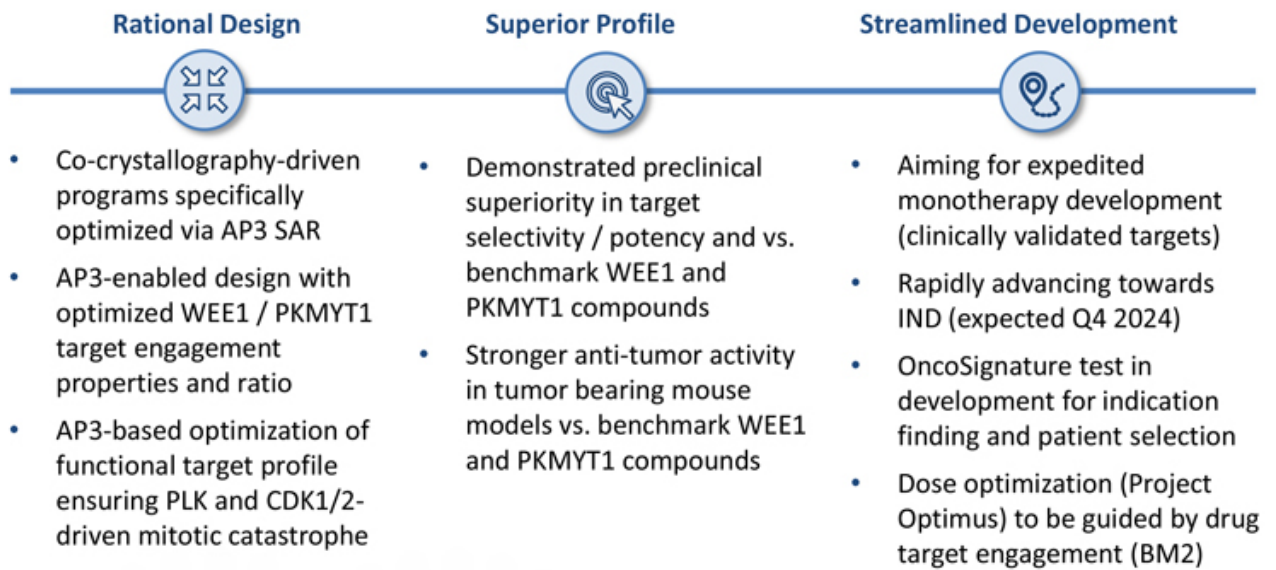 Rational Design
• Co-crystallography-driven
programs specifically
optimized via AP3 SAR
• AP3-enabled design with
optimized WEE1 / PKMYT1
target engagement
properties and ratio
• AP3-based optimization of
functional target profile
ensuring PLK and CDK1/2-
driven mitotic catastrophe
Superior Profile
• Demonstrated preclinical
superiority in target
selectivity / potency and vs.
benchmark WEE1 and
PKMYT1 compounds
• Stronger anti-tumor activity
in tumor bearing mouse
models vs. benchmark WEE1
and PKMYT1 compounds
Streamlined Development
• Aiming for expedited
monotherapy development
(clinically validated targets)
• Rapidly advancing towards
IND (expected Q4 2024)
• OncoSignature test in
development for indication
finding and patient selection
• Dose optimization (Project
Optimus) to be guided by drug
target engagement (BM2)